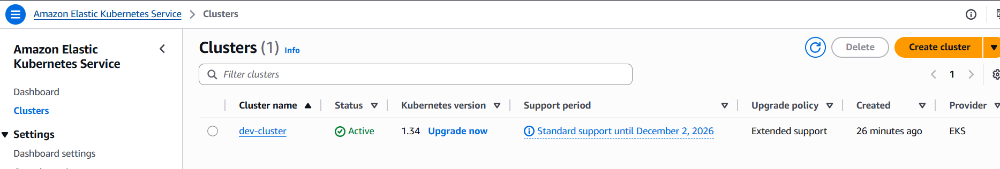 Amazon Elastic Kubernetes Service > Clusters
Amazon Elastic
Kubernetes Service
Dashboard
Clusters
Settings
Dashboard settings
Clusters (1) Info
Delete
Create cluster
Filter clusters
1
Cluster name Status Kubernetes version Support period Upgrade policy Created Provider
dev-cluster Active 1.34 Upgrade now Standard support until December 2, 2026 Extended support 26 minutes ago EKS